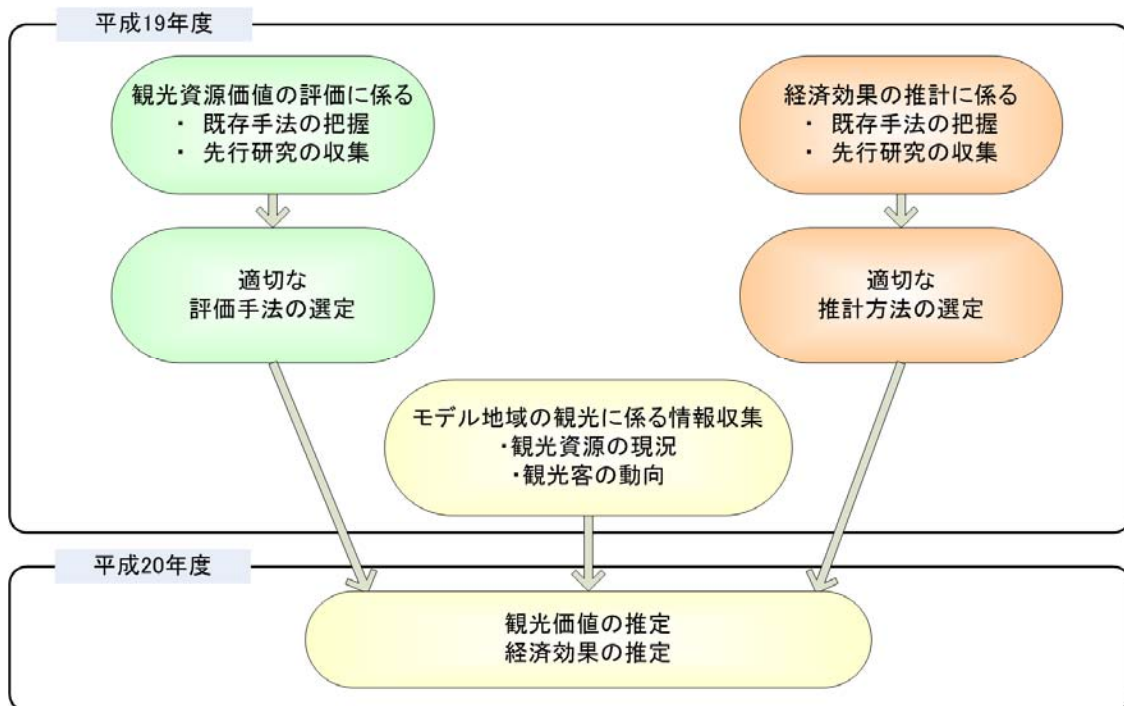 平成19年度
観光資源価値の評価に係る
・ 既存手法の把握
・ 先行研究の収集
経済効果の推計に係る
・ 既存手法の把握
・ 先行研究の収集
適切な
評価手法の選定
適切な
推計方法の選定
モデル地域の観光に係る情報収集
・観光資源の現況
・観光客の動向
平成20年度
観光価値の推定
経済効果の推定